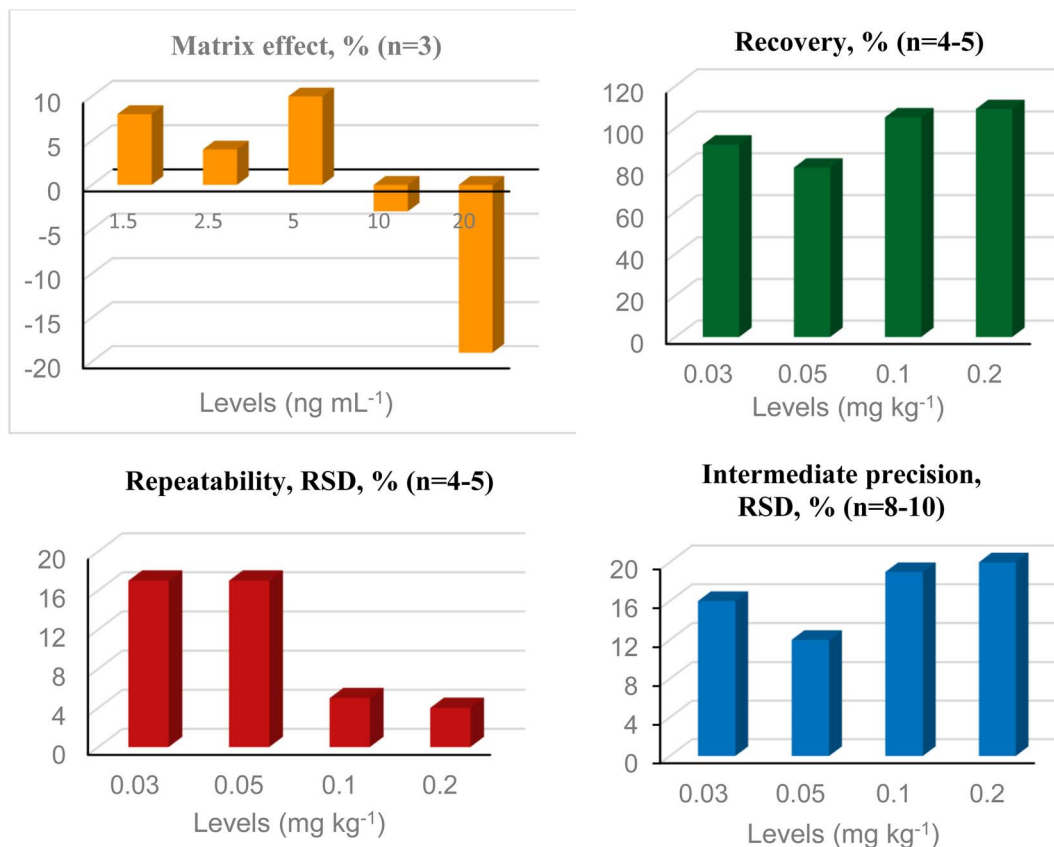 Matrix effect, % (n=3)
10
5
0
-5
-10
-15
-20
1.5 2.5 5 10 20
Levels (ng mL⁻¹)
Recovery, % (n=4-5)
120
100
80
60
40
20
0
0.03 0.05 0.1 0.2
Levels (mg kg⁻¹)
Repeatability, RSD, % (n=4-5)
20
16
12
8
4
0
0.03 0.05 0.1 0.2
Levels (mg kg⁻¹)
Intermediate precision,
RSD, % (n=8-10)
20
16
12
8
4
0
0.03 0.05 0.1 0.2
Levels (mg kg⁻¹)